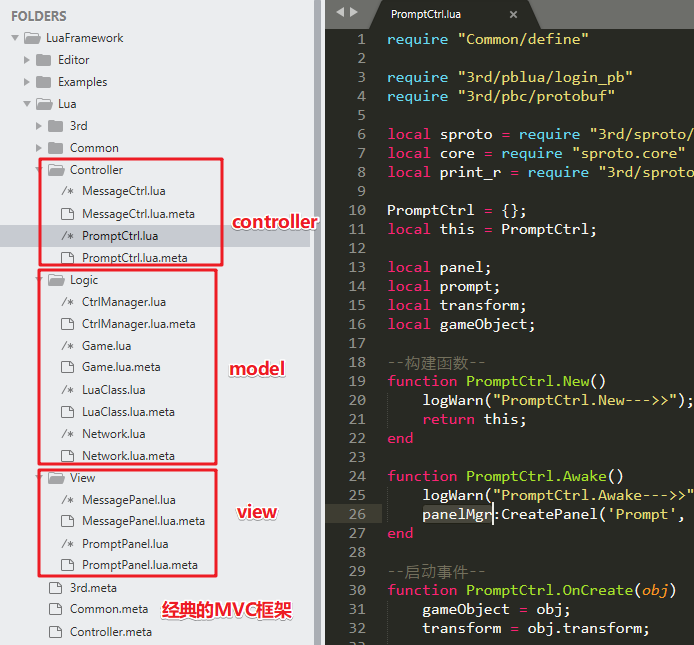 FOLDERS
LuaFramework
Editor
Examples
Lua
3rd
Common
Controller
MessageCtrl.lua
MessageCtrl.lua.meta
PromptCtrl.lua
PromptCtrl.lua.meta
controller
Logic
CtrlManager.lua
CtrlManager.lua.meta
Game.lua
Game.lua.meta
LuaClass.lua
LuaClass.lua.meta
Network.lua
Network.lua.meta
model
View
MessagePanel.lua
MessagePanel.lua.meta
PromptPanel.lua
PromptPanel.lua.meta
view
3rd.meta
Common.meta
Controller.meta
经典的MVC框架
PromptCtrl.lua ×
1 require "Common/define"
2
3 require "3rd/pblua/login_pb"
4 require "3rd/pbc/protobuf"
5
6 local sproto = require "3rd/sproto/
7 local core = require "sproto.core"
8 local print_r = require "3rd/sproto
9
10 PromptCtrl = {};
11 local this = PromptCtrl;
12
13 local panel;
14 local prompt;
15 local transform;
16 local gameObject;
17
18 --构建函数--
19 function PromptCtrl.New()
20 logWarn("PromptCtrl.New--->>");
21 return this;
22 end
23
24 function PromptCtrl.Awake()
25 logWarn("PromptCtrl.Awake--->>"
26 panelMgr:CreatePanel('Prompt',
27 end
28
29 --启动事件--
30 function PromptCtrl.OnCreate(obj)
31 gameObject = obj;
32 transform = obj.transform;